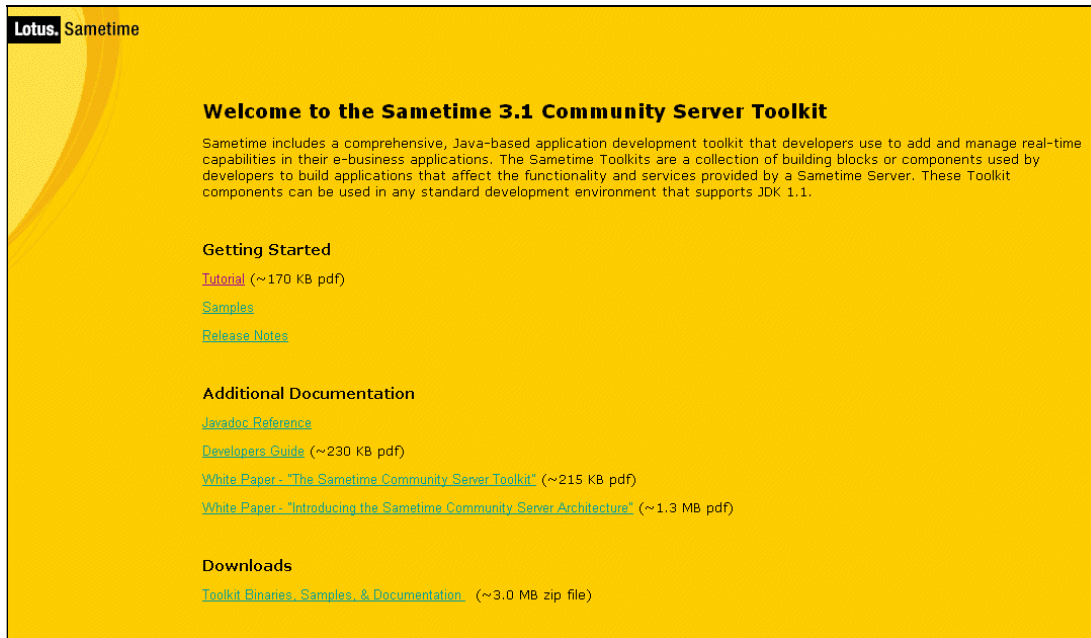 Lotus. Sametime
Welcome to the Sametime 3.1 Community Server Toolkit
Sametime includes a comprehensive, Java-based application development toolkit that developers use to add and manage real-time
capabilities in their e-business applications. The Sametime Toolkits are a collection of building blocks or components used by
developers to build applications that affect the functionality and services provided by a Sametime Server. These Toolkit
components can be used in any standard development environment that supports JDK 1.1.
Getting Started
Tutorial (~170 KB pdf)
Samples
Release Notes
Additional Documentation
Javadoc Reference
Developers Guide (~230 KB pdf)
White Paper - "The Sametime Community Server Toolkit" (~215 KB pdf)
White Paper - "Introducing the Sametime Community Server Architecture" (~1.3 MB pdf)
Downloads
Toolkit Binaries, Samples, & Documentation (~3.0 MB zip file)